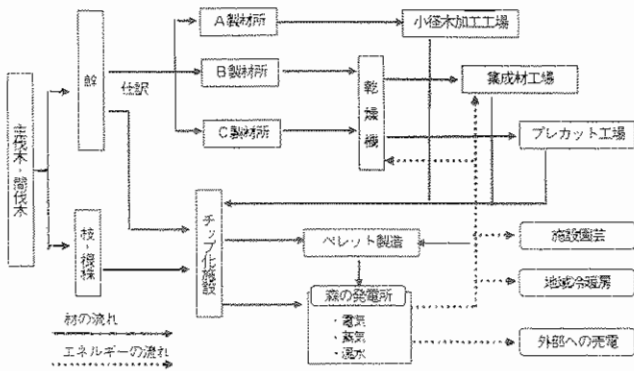 A製材所
小径木加工工場
幹
仕訳
B製材所
乾燥機
集成材工場
C製材所
プレカット工場
主伐木・間伐木
チップ化施設
枝・
ペレット製造
施設園芸
森の発電所
・電気
・蒸気
・温水
地域冷暖房
外部への売電
材の流れ
エネルギーの流れ